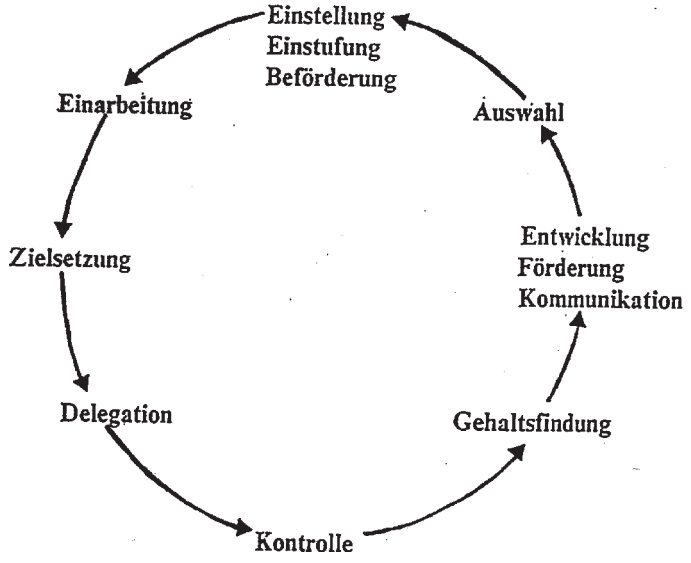 Einstellung
Einstufung
Beförderung
Einarbeitung
Zielsetzung
Delegation
Kontrolle
Gehaltsfindung
Entwicklung
Förderung
Kommunikation
Auswahl